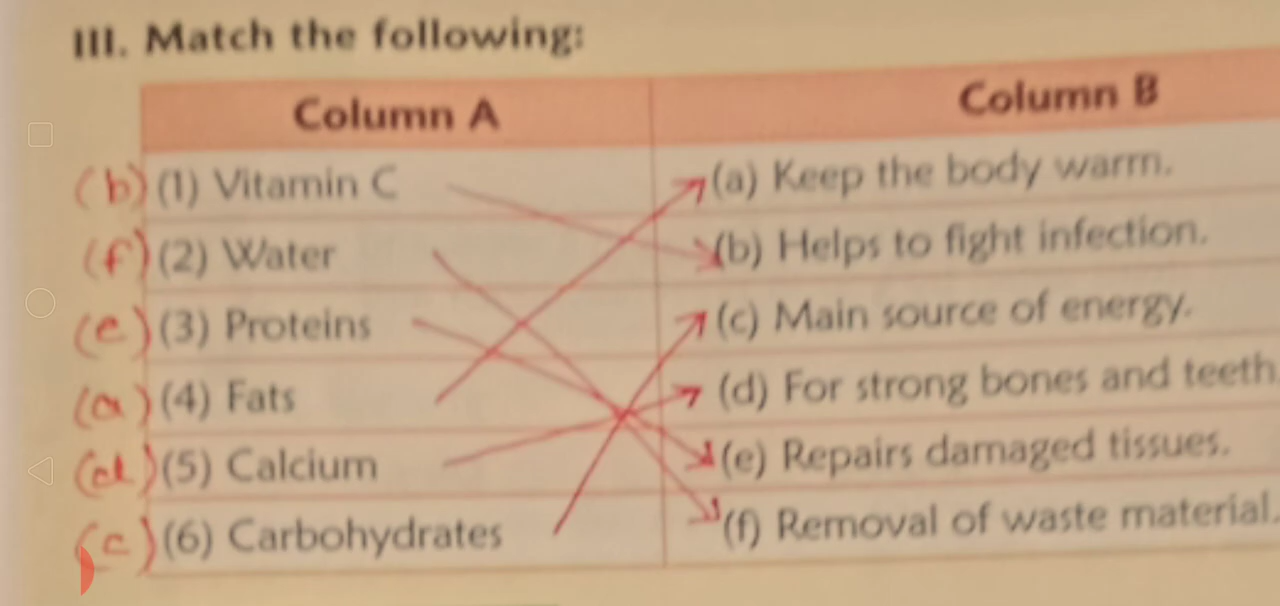 III. Match the following:
Column A Column B
(b) (1) Vitamin C (a) Keep the body warm.
(f) (2) Water (b) Helps to fight infection.
(e) (3) Proteins (c) Main source of energy.
(a) (4) Fats (d) For strong bones and teeth.
(d) (5) Calcium (e) Repairs damaged tissues.
(c) (6) Carbohydrates (f) Removal of waste material.